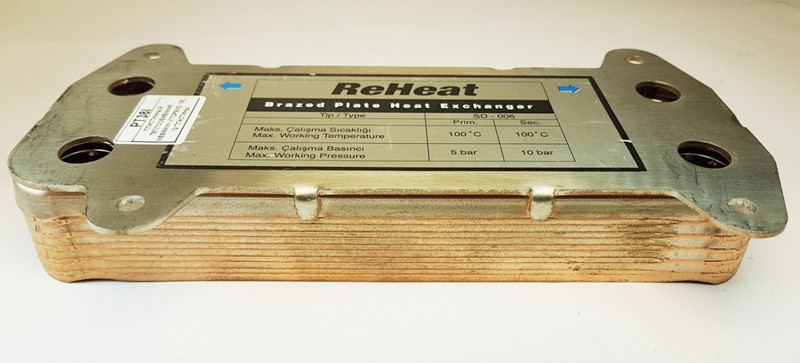 ReHeat
Brazed Plate Heat Exchanger
Tip / Type SD - 006
Prim. Sec.
Maks. Çalışma Sıcaklığı
Max. Working Temperature
100°C 100°C
Maks. Çalışma Basıncı
Max. Working Pressure
5 bar 10 bar